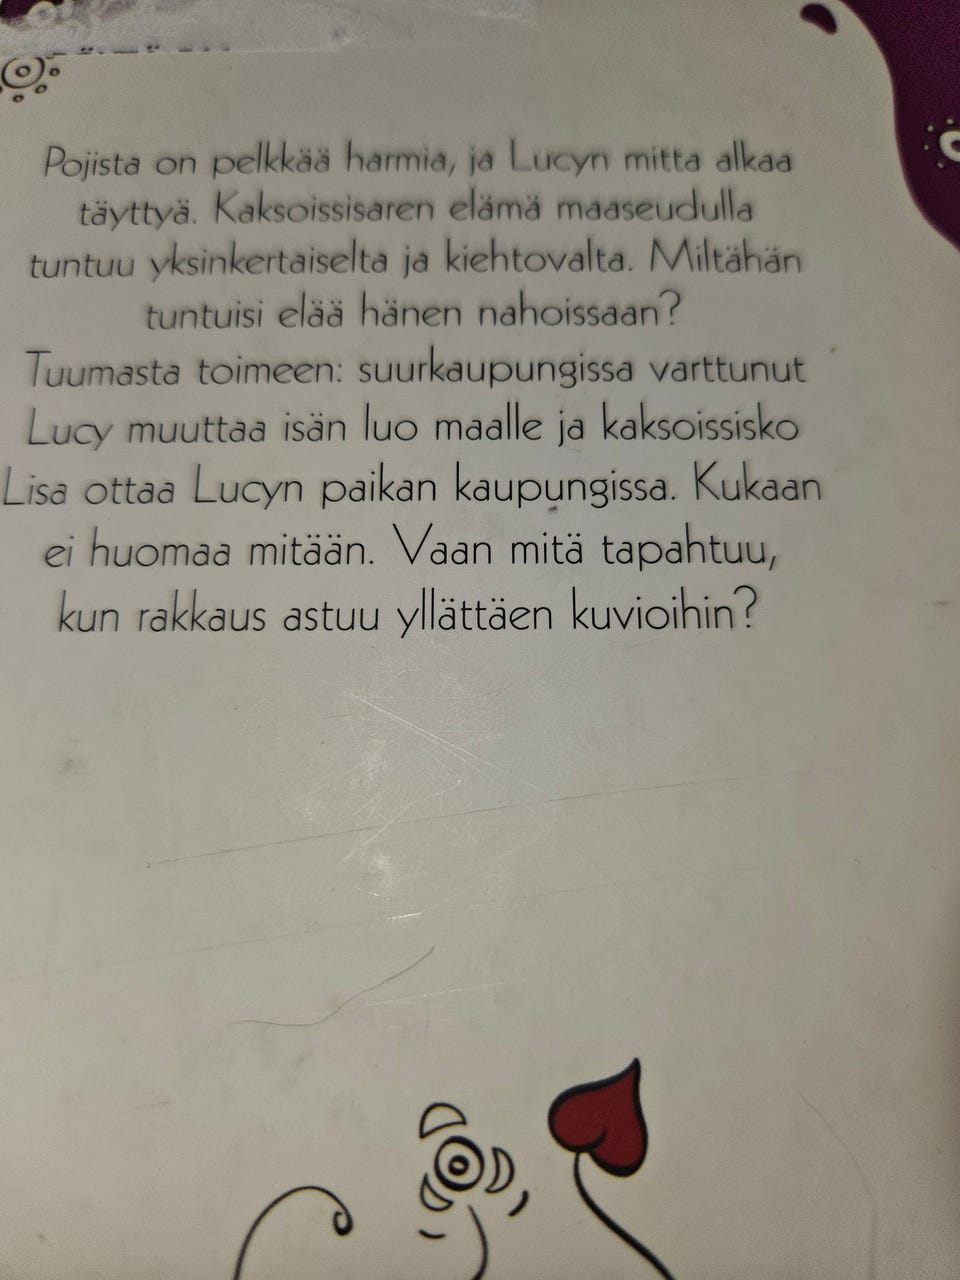 Pojista on pelkkää harmia, ja Lucyn mitta alkaa
täyttyä. Kaksoissisaren elämä maaseudulla
tuntuu yksinkertaiselta ja kiehtovalta. Miltähän
tuntuisi elää hänen nahoissaan?
Tuumasta toimeen: suurkaupungissa varttunut
Lucy muuttaa isän luo maalle ja kaksoissisko
Lisa ottaa Lucyn paikan kaupungissa. Kukaan
ei huomaa mitään. Vaan mitä tapahtuu,
kun rakkaus astuu yllättäen kuvioihin?